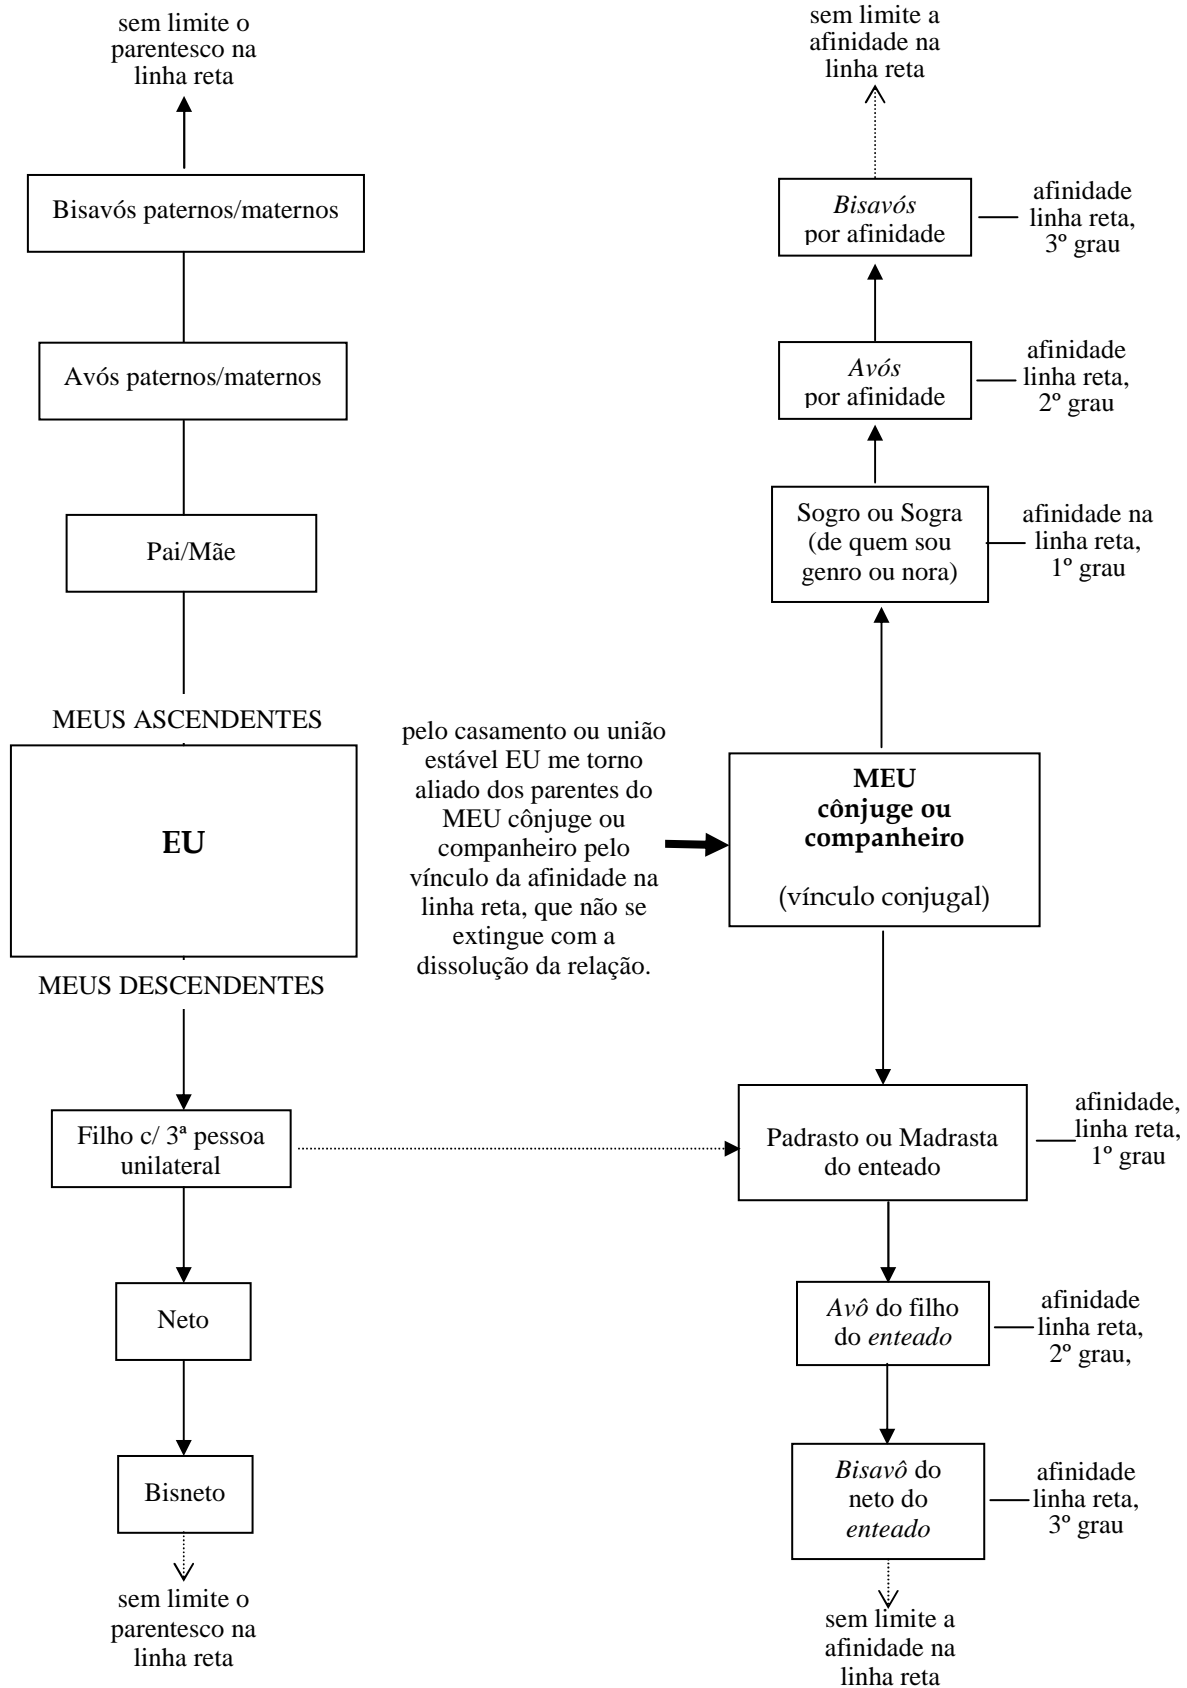 sem limite o
parentesco na
linha reta
Bisavós paternos/maternos
Avós paternos/maternos
Pai/Mãe
MEUS ASCENDENTES
EU
MEUS DESCENDENTES
Filho c/ 3ª pessoa
unilateral
Neto
Bisneto
sem limite o
parentesco na
linha reta
pelo casamento ou união
estável EU me torno
aliado dos parentes do
MEU cônjuge ou
companheiro pelo
vínculo da afinidade na
linha reta, que não se
extingue com a
dissolução da relação.
sem limite a
afinidade na
linha reta
Bisavós
por afinidade
afinidade
linha reta,
3º grau
Avós
por afinidade
afinidade
linha reta,
2º grau
Sogro ou Sogra
(de quem sou
genro ou nora)
afinidade na
linha reta,
1º grau
MEU
cônjuge ou
companheiro
(vínculo conjugal)
Padrasto ou Madrasta
do enteado
afinidade,
linha reta,
1º grau
Avô do filho
do enteado
afinidade
linha reta,
2º grau,
Bisavô do
neto do
enteado
afinidade
linha reta,
3º grau
sem limite a
afinidade na
linha reta